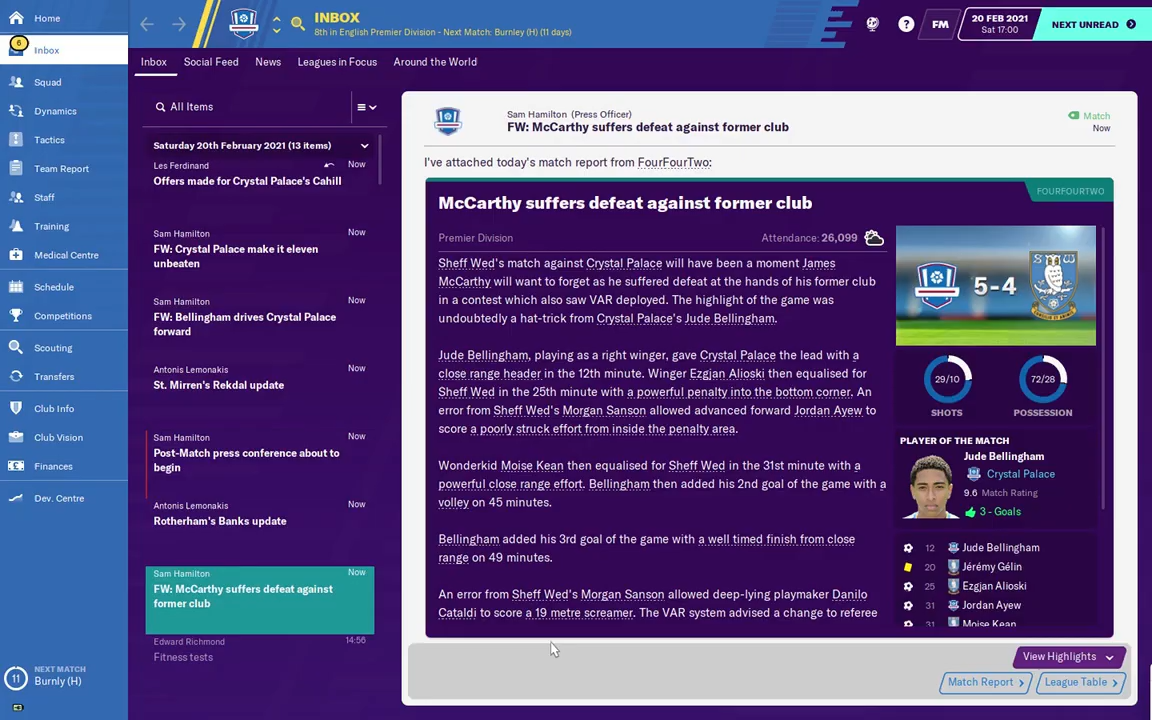 Home
6
Inbox
Squad
Dynamics
Tactics
Team Report
Staff
Training
Medical Centre
Schedule
Competitions
Scouting
Transfers
Club Info
Club Vision
Finances
Dev. Centre
NEXT MATCH
11
Burnly (H)
INBOX
8th in English Premier Division - Next Match: Burnley (H) (11 days)
?
FM
20 FEB 2021
Sat 17:00
NEXT UNREAD
Inbox
Social Feed
News
Leagues in Focus
Around the World
All Items
Saturday 20th February 2021 (13 items)
Les Ferdinand
Now
Offers made for Crystal Palace's Cahill
Sam Hamilton
Now
FW: Crystal Palace make it eleven
unbeaten
Sam Hamilton
Now
FW: Bellingham drives Crystal Palace
forward
Antonis Lemonakis
Now
St. Mirren's Rekdal update
Sam Hamilton
Now
Post-Match press conference about to
begin
Antonis Lemonakis
Now
Rotherham's Banks update
Sam Hamilton
Now
FW: McCarthy suffers defeat against
former club
Edward Richmond
14:56
Fitness tests
Sam Hamilton (Press Officer)
FW: McCarthy suffers defeat against former club
Match
Now
I've attached today's match report from FourFourTwo:
FOURFOURTWO
McCarthy suffers defeat against former club
Premier Division
Attendance: 26,099
Sheff Wed's match against Crystal Palace will have been a moment James
McCarthy will want to forget as he suffered defeat at the hands of his former club
in a contest which also saw VAR deployed. The highlight of the game was
undoubtedly a hat-trick from Crystal Palace's Jude Bellingham.
Jude Bellingham, playing as a right winger, gave Crystal Palace the lead with a
close range header in the 12th minute. Winger Ezgjan Alioski then equalised for
Sheff Wed in the 25th minute with a powerful penalty into the bottom corner. An
error from Sheff Wed's Morgan Sanson allowed advanced forward Jordan Ayew to
score a poorly struck effort from inside the penalty area.
Wonderkid Moise Kean then equalised for Sheff Wed in the 31st minute with a
powerful close range effort. Bellingham then added his 2nd goal of the game with a
volley on 45 minutes.
Bellingham added his 3rd goal of the game with a well timed finish from close
range on 49 minutes.
An error from Sheff Wed's Morgan Sanson allowed deep-lying playmaker Danilo
Cataldi to score a 19 metre screamer. The VAR system advised a change to referee
5-4
29/10
SHOTS
72/28
POSSESSION
PLAYER OF THE MATCH
Jude Bellingham
Crystal Palace
9.6 Match Rating
3 - Goals
12 Jude Bellingham
20 Jérémy Gélin
25 Ezgjan Alioski
31 Jordan Ayew
31 Moise Kean
View Highlights
Match Report
League Table